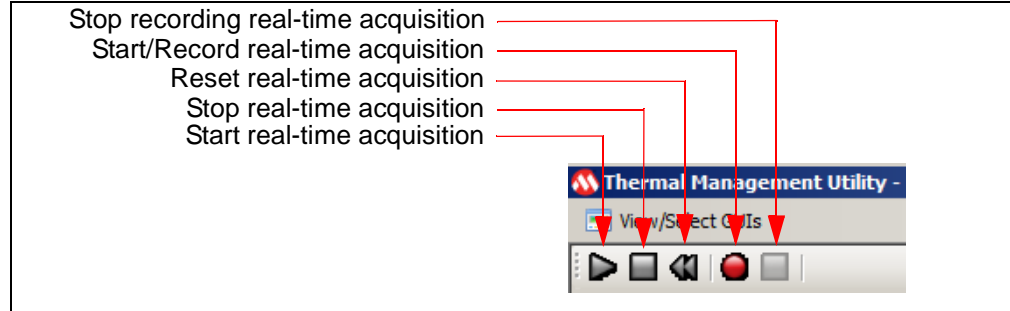 Stop recording real-time acquisition
Start/Record real-time acquisition
Reset real-time acquisition
Stop real-time acquisition
Start real-time acquisition
Thermal Management Utility -
View/Select GUIs